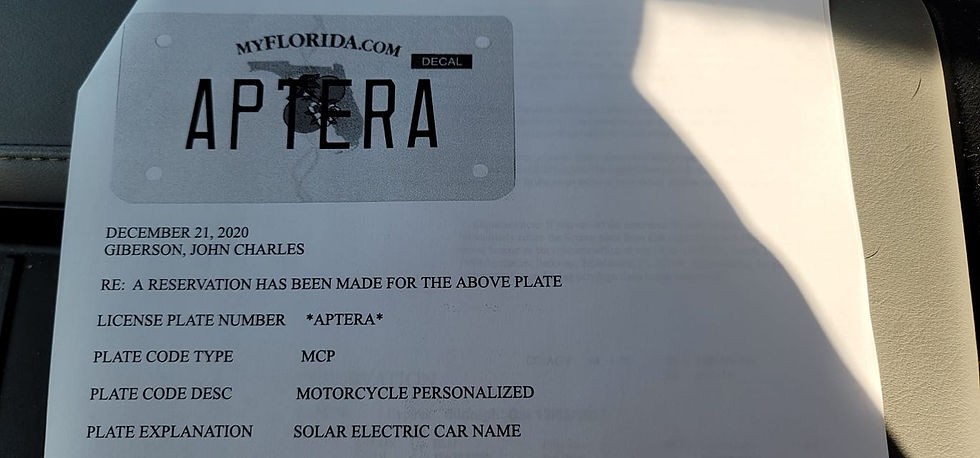 MYFLORIDA.COM
DECAL
APTERA
DECEMBER 21, 2020
GIBERSON, JOHN CHARLES
RE: A RESERVATION HAS BEEN MADE FOR THE ABOVE PLATE
LICENSE PLATE NUMBER *APTERA*
PLATE CODE TYPE MCP
PLATE CODE DESC MOTORCYCLE PERSONALIZED
PLATE EXPLANATION SOLAR ELECTRIC CAR NAME